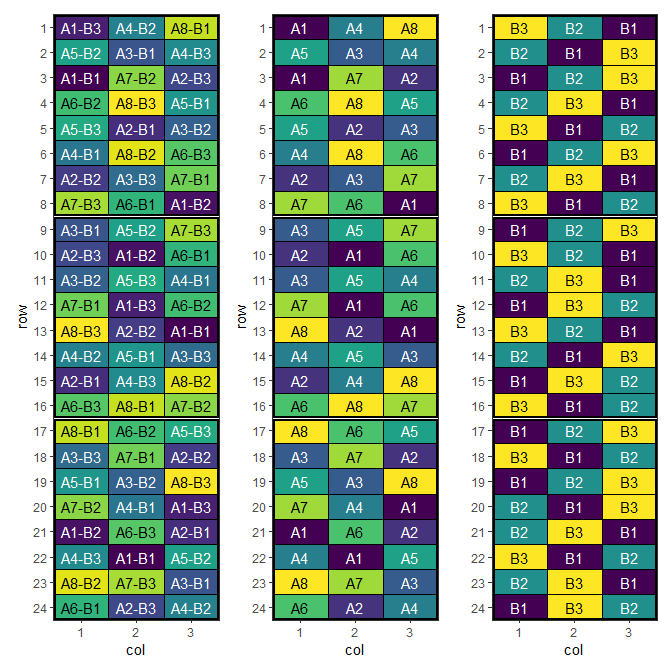 1 A1-B3 A4-B2 A8-B1 1 A1 A4 A8 1 B3 B2 B1
2 A5-B2 A3-B1 A4-B3 2 A5 A3 A4 2 B2 B1 B3
3 A1-B1 A7-B2 A2-B3 3 A1 A7 A2 3 B1 B2 B3
4 A6-B2 A8-B3 A5-B1 4 A6 A8 A5 4 B2 B3 B1
5 A5-B3 A2-B1 A3-B2 5 A5 A2 A3 5 B3 B1 B2
6 A4-B1 A8-B2 A6-B3 6 A4 A8 A6 6 B1 B2 B3
7 A2-B2 A3-B3 A7-B1 7 A2 A3 A7 7 B2 B3 B1
8 A7-B3 A6-B1 A1-B2 8 A7 A6 A1 8 B3 B1 B2
9 A3-B1 A5-B2 A7-B3 9 A3 A5 A7 9 B1 B2 B3
10 A2-B3 A1-B2 A6-B1 10 A2 A1 A6 10 B3 B2 B1
11 A3-B2 A5-B3 A4-B1 11 A3 A5 A4 11 B2 B3 B1
12 A7-B1 A1-B3 A6-B2 12 A7 A1 A6 12 B1 B3 B2
row row row
13 A8-B3 A2-B2 A1-B1 13 A8 A2 A1 13 B3 B2 B1
14 A4-B2 A5-B1 A3-B3 14 A4 A5 A3 14 B2 B1 B3
15 A2-B1 A4-B3 A8-B2 15 A2 A4 A8 15 B1 B3 B2
16 A6-B3 A8-B1 A7-B2 16 A6 A8 A7 16 B3 B1 B2
17 A8-B1 A6-B2 A5-B3 17 A8 A6 A5 17 B1 B2 B3
18 A3-B3 A7-B1 A2-B2 18 A3 A7 A2 18 B3 B1 B2
19 A5-B1 A3-B2 A8-B3 19 A5 A3 A8 19 B1 B2 B3
20 A7-B2 A4-B1 A1-B3 20 A7 A4 A1 20 B2 B1 B3
21 A1-B2 A6-B3 A2-B1 21 A1 A6 A2 21 B2 B3 B1
22 A4-B3 A1-B1 A5-B2 22 A4 A1 A5 22 B3 B1 B2
23 A8-B2 A7-B3 A3-B1 23 A8 A7 A3 23 B2 B3 B1
24 A6-B1 A2-B3 A4-B2 24 A6 A2 A4 24 B1 B3 B2
1 2 3 1 2 3 1 2 3
col col col